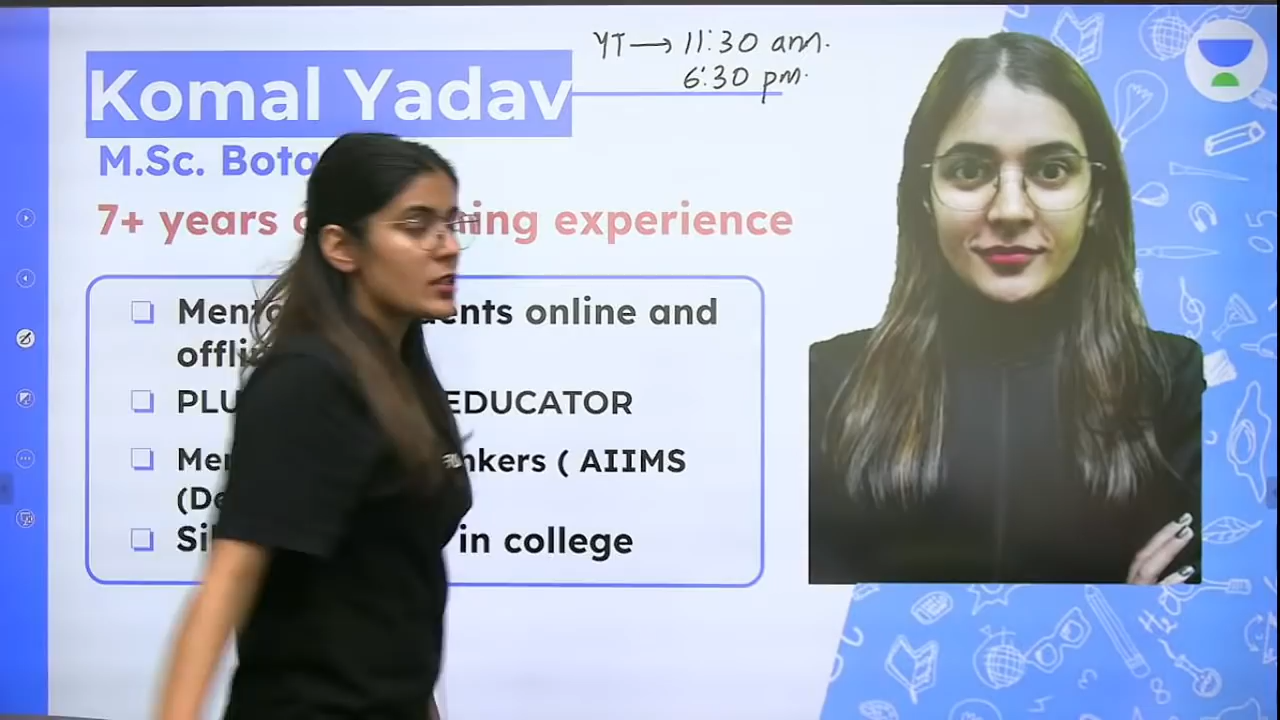 YT → 11:30 am.
6:30 pm.
Komal Yadav
M.Sc. Bota
7+ years ing experience
Ment ents online and
offli
PLU EDUCATOR
Me nkers ( AIIMS
(De
Si in college